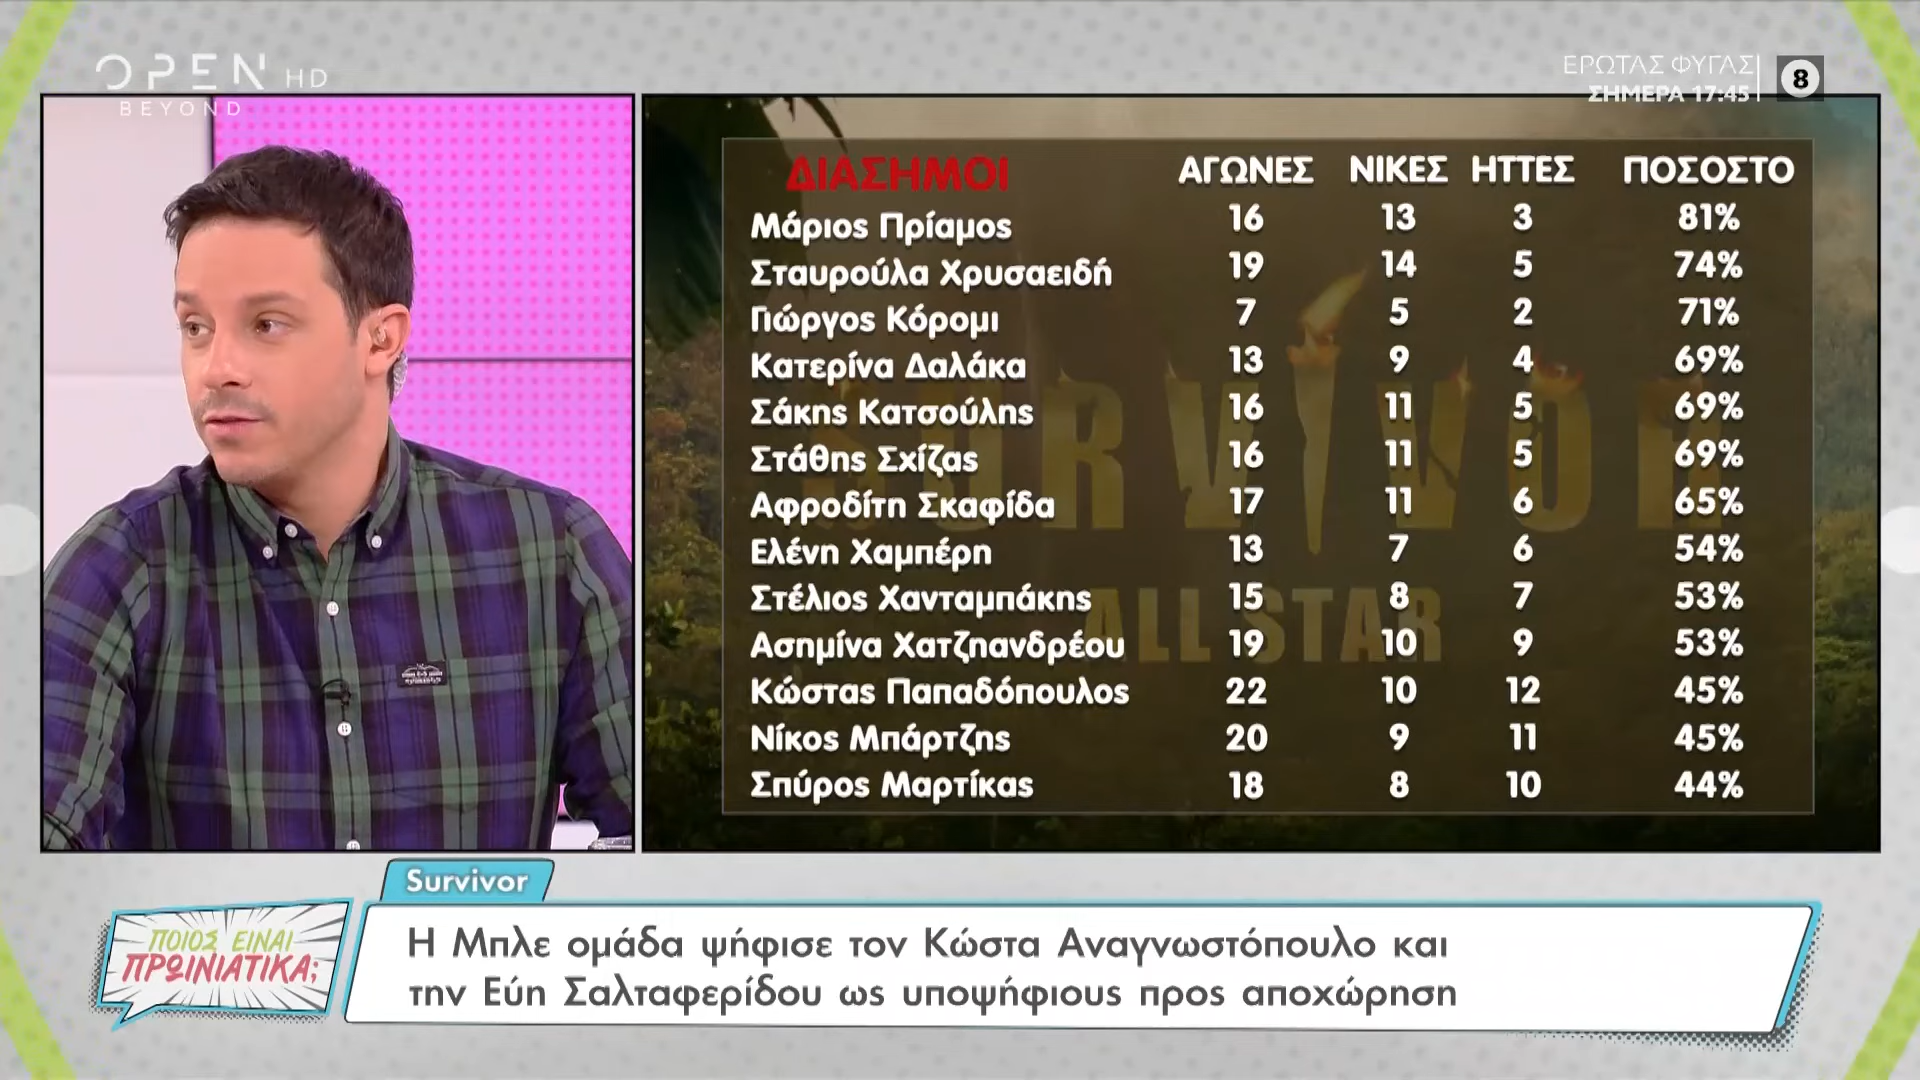 OPEN HD
BEYOND
ΕΡΩΤΑΣ ΦΥΓΑΣ
ΣΗΜΕΡΑ 17:45
8
ΔΙΑΣΗΜΟΙ ΑΓΩΝΕΣ ΝΙΚΕΣ ΗΤΤΕΣ ΠΟΣΟΣΤΟ
Μάριος Πρίαμος 16 13 3 81%
Σταυρούλα Χρυσαειδή 19 14 5 74%
Γιώργος Κόρομι 7 5 2 71%
Κατερίνα Δαλάκα 13 9 4 69%
Σάκης Κατσούλης 16 11 5 69%
Στάθης Σχίζας 16 11 5 69%
Αφροδίτη Σκαφίδα 17 11 6 65%
Ελένη Χαμπέρη 13 7 6 54%
Στέλιος Χανταμπάκης 15 8 7 53%
Ασημίνα Χατζηανδρέου 19 10 9 53%
Κώστας Παπαδόπουλος 22 10 12 45%
Νίκος Μπάρτζης 20 9 11 45%
Σπύρος Μαρτίκας 18 8 10 44%
SURVIVOR
ALL STAR
Survivor
ΠΟΙΟΣ ΕΙΝΑΙ
ΠΡΩΙΝΙΑΤΙΚΑ;
Η Μπλε ομάδα ψήφισε τον Κώστα Αναγνωστόπουλο και
την Εύη Σαλταφερίδου ως υποψήφιους προς αποχώρηση